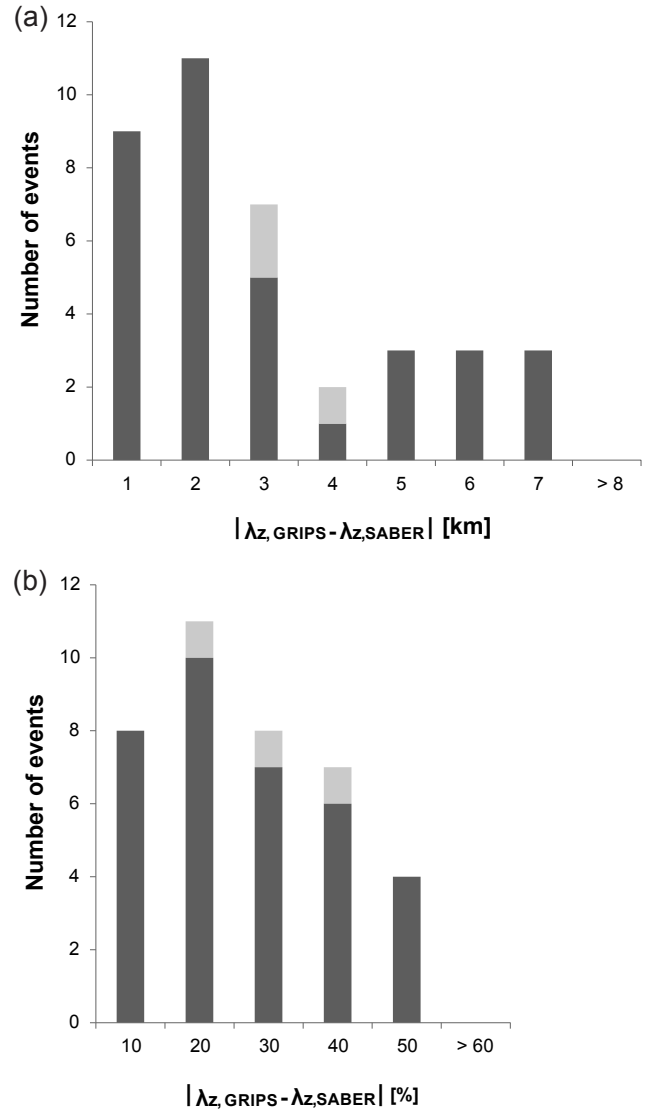 (a)
12
10
8
6
4
2
0
Number of events
1 2 3 4 5 6 7 > 8
|λz, GRIPS - λz,SABER| [km]
(b)
12
10
8
6
4
2
0
Number of events
10 20 30 40 50 > 60
|λz, GRIPS - λz,SABER| [%]